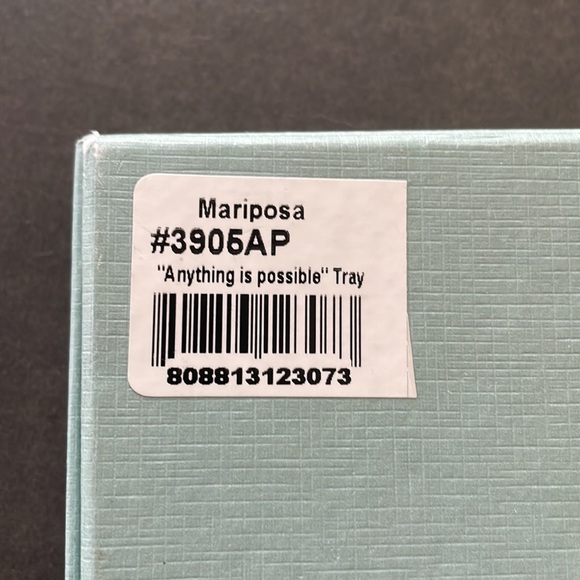 Mariposa
#3905AP
"Anything is possible" Tray
808813123073